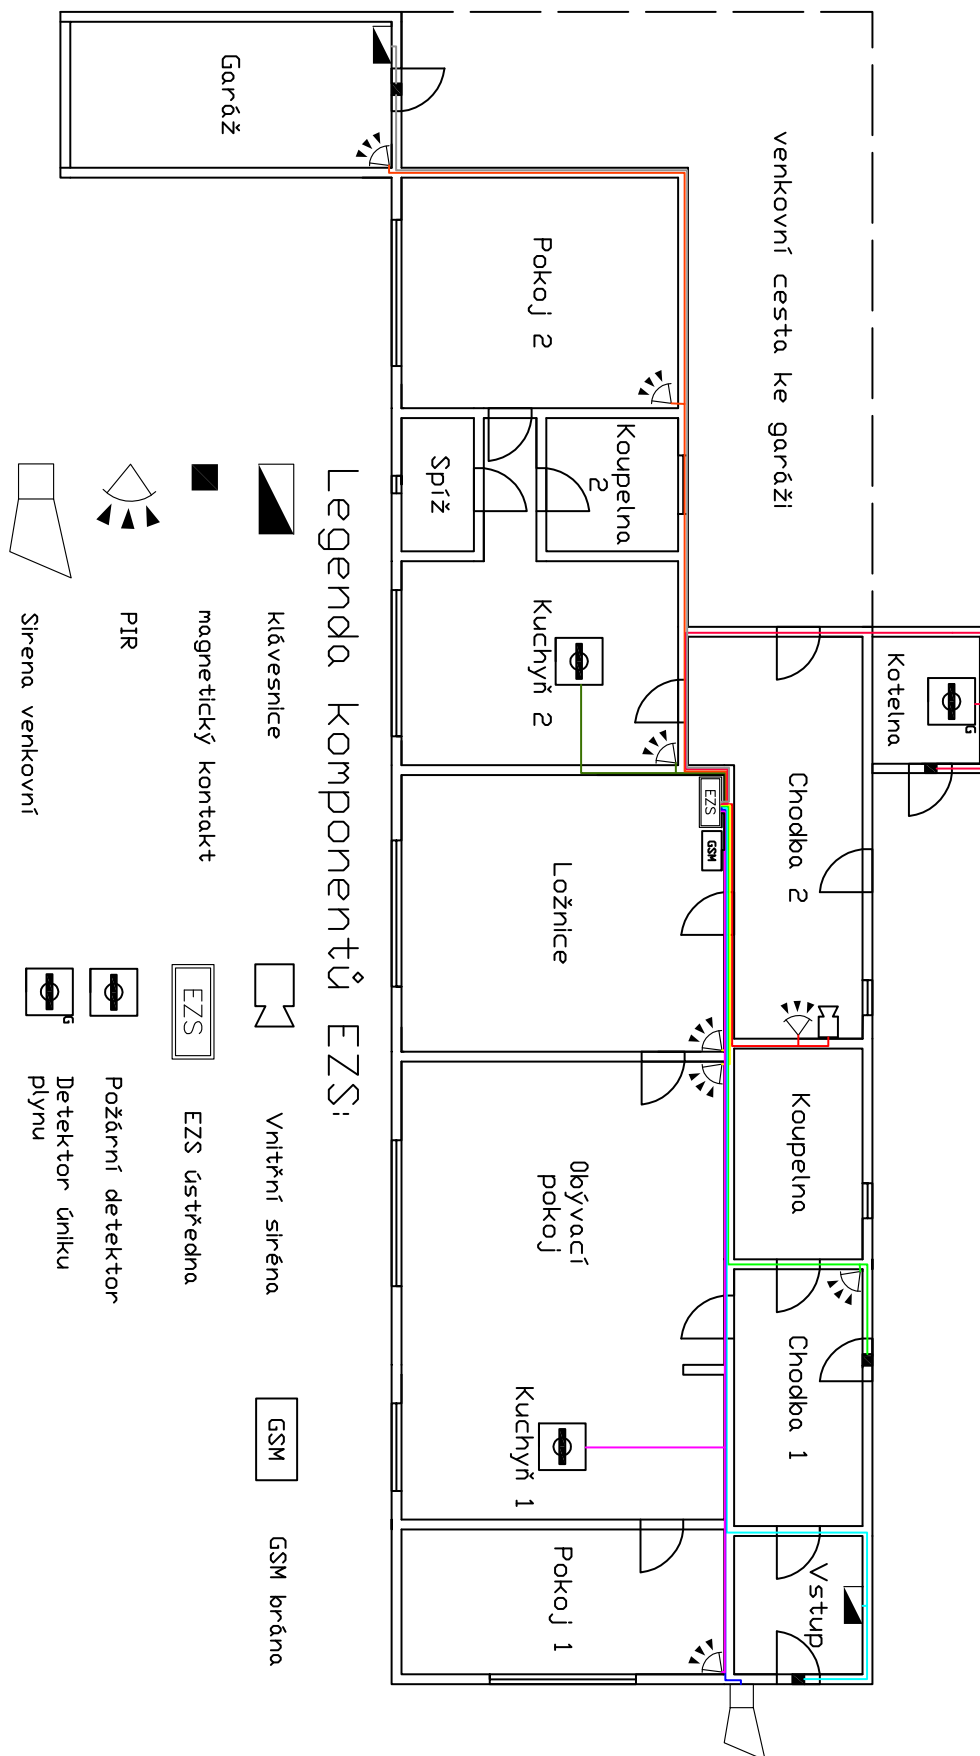 venkovní cesta ke garáži
Garáž
Pokoj 2
Koupelna
2
Spíž
Kuchyň 2
Kotelna
G
Chodba 2
EZS
GSM
Ložnice
Koupelna
Obývací
pokoj
Chodba 1
Kuchyň 1
Vstup
Pokoj 1
Legenda komponentů EZS:
klávesnice
magnetický kontakt
PIR
Sirena venkovní
Vnitřní siréna
EZS
EZS ústředna
Požární detektor
G
Detektor úniku
plynu
GSM
GSM brána